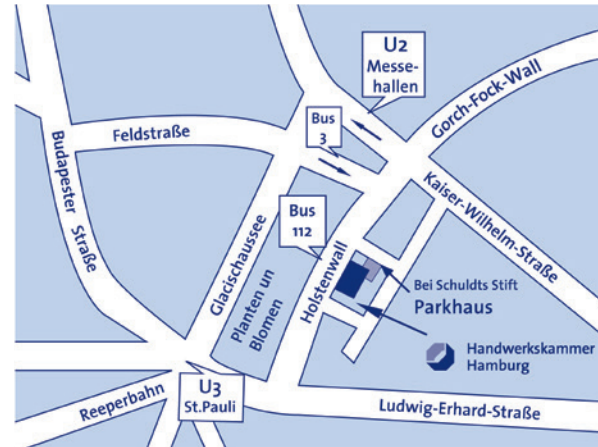 U2
Messe-
hallen
Gorch-Fock-Wall
Bus
3
Feldstraße
Budapester
Straße
Kaiser-Wilhelm-Straße
Glacischaussee
Bus
112
Planten un
Blomen
Holstenwall
Bei Schuldts Stift
Parkhaus
Handwerkskammer
Hamburg
U3
St.Pauli
Reeperbahn
Ludwig-Erhard-Straße